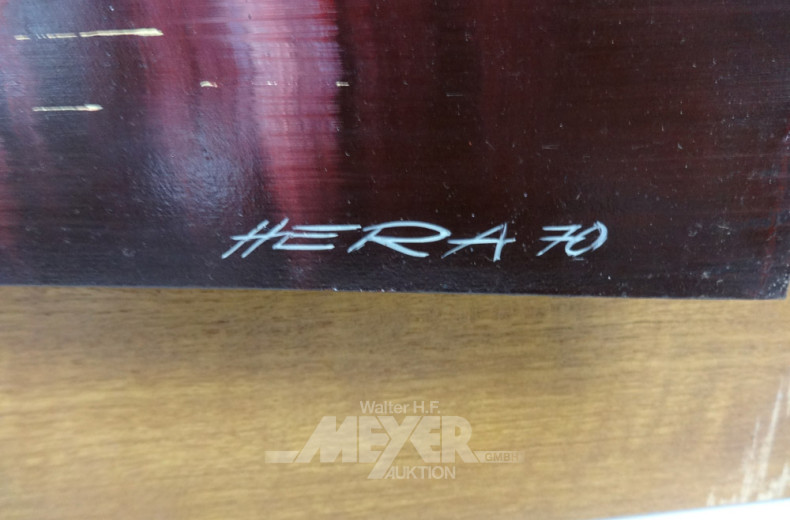 HERA 70
Walter H.F.
MEYER
GMBH
AUKTION